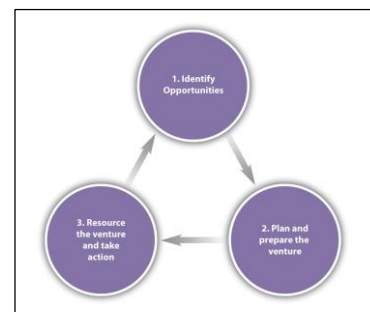 1. Identify
Opportunities
2. Plan and
prepare the
venture
3. Resource
the venture
and take
action